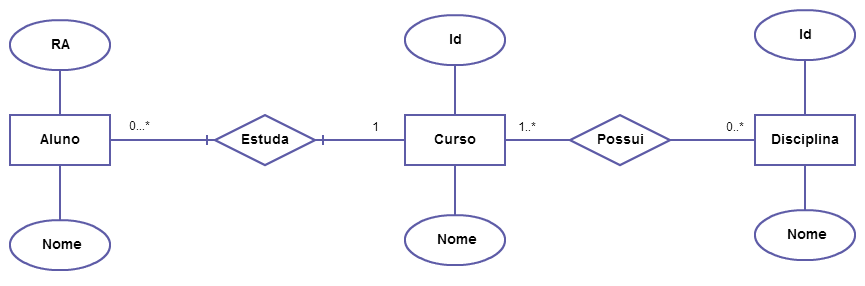 RA
Id
Id
0...*
1
1..*
0..*
Aluno
Estuda
Curso
Possui
Disciplina
Nome
Nome
Nome